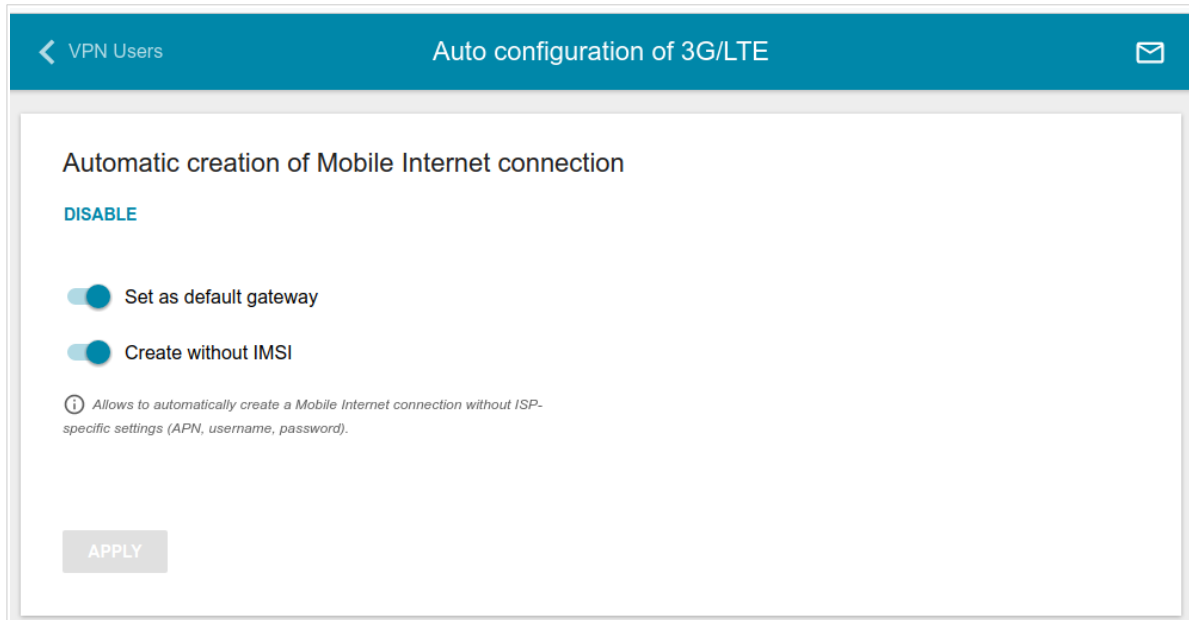 VPN Users
Auto configuration of 3G/LTE
Automatic creation of Mobile Internet connection
DISABLE
Set as default gateway
Create without IMSI
Allows to automatically create a Mobile Internet connection without ISP-
specific settings (APN, username, password).
APPLY